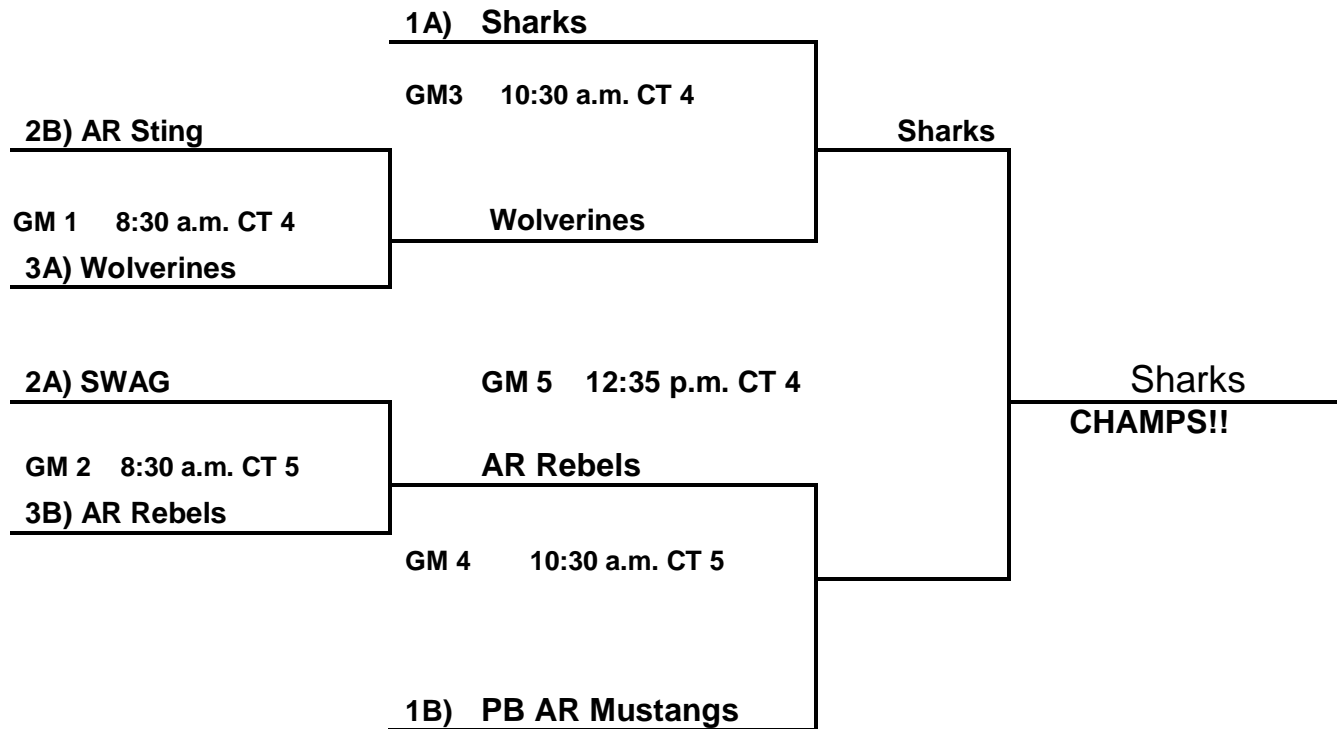 1A) Sharks
GM3 10:30 a.m. CT 4
2B) AR Sting
Sharks
GM 1 8:30 a.m. CT 4
Wolverines
3A) Wolverines
2A) SWAG
GM 5 12:35 p.m. CT 4
Sharks
CHAMPS!!
GM 2 8:30 a.m. CT 5
AR Rebels
3B) AR Rebels
GM 4 10:30 a.m. CT 5
1B) PB AR Mustangs